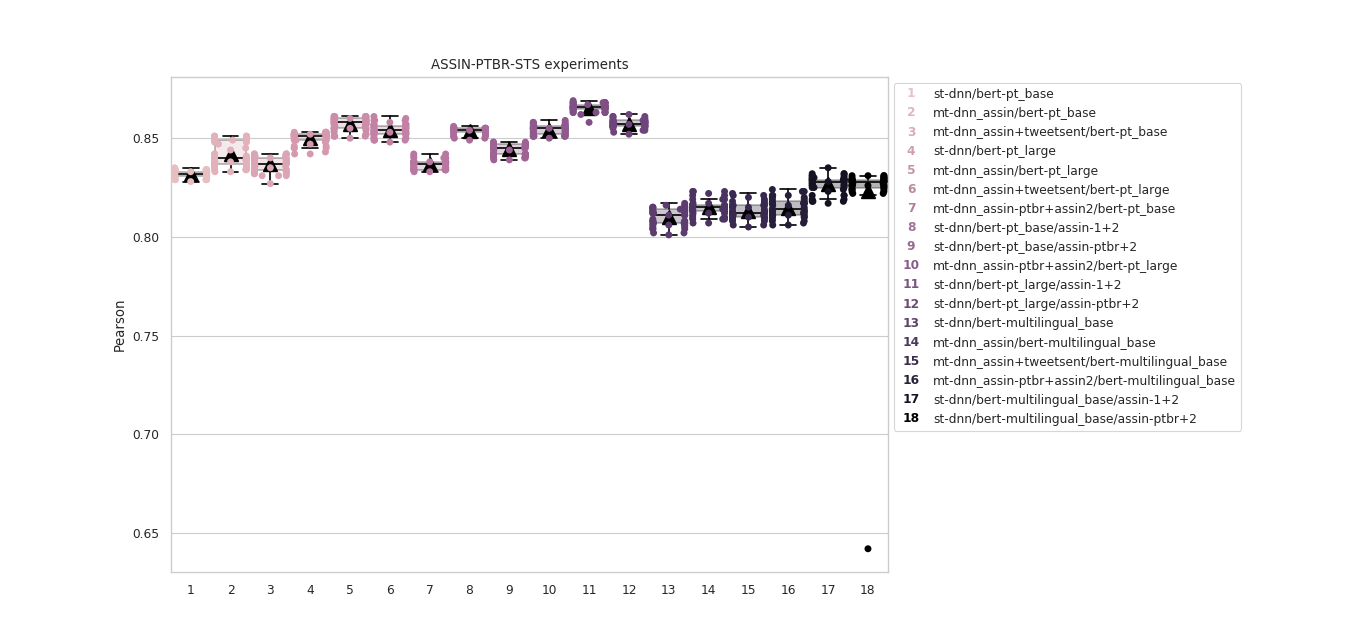 ASSIN-PTBR-STS experiments
Pearson
0.85
0.80
0.75
0.70
0.65
1 2 3 4 5 6 7 8 9 10 11 12 13 14 15 16 17 18
1 st-dnn/bert-pt_base
2 mt-dnn_assin/bert-pt_base
3 mt-dnn_assin+tweetsent/bert-pt_base
4 st-dnn/bert-pt_large
5 mt-dnn_assin/bert-pt_large
6 mt-dnn_assin+tweetsent/bert-pt_large
7 mt-dnn_assin-ptbr+assin2/bert-pt_base
8 st-dnn/bert-pt_base/assin-1+2
9 st-dnn/bert-pt_base/assin-ptbr+2
10 mt-dnn_assin-ptbr+assin2/bert-pt_large
11 st-dnn/bert-pt_large/assin-1+2
12 st-dnn/bert-pt_large/assin-ptbr+2
13 st-dnn/bert-multilingual_base
14 mt-dnn_assin/bert-multilingual_base
15 mt-dnn_assin+tweetsent/bert-multilingual_base
16 mt-dnn_assin-ptbr+assin2/bert-multilingual_base
17 st-dnn/bert-multilingual_base/assin-1+2
18 st-dnn/bert-multilingual_base/assin-ptbr+2